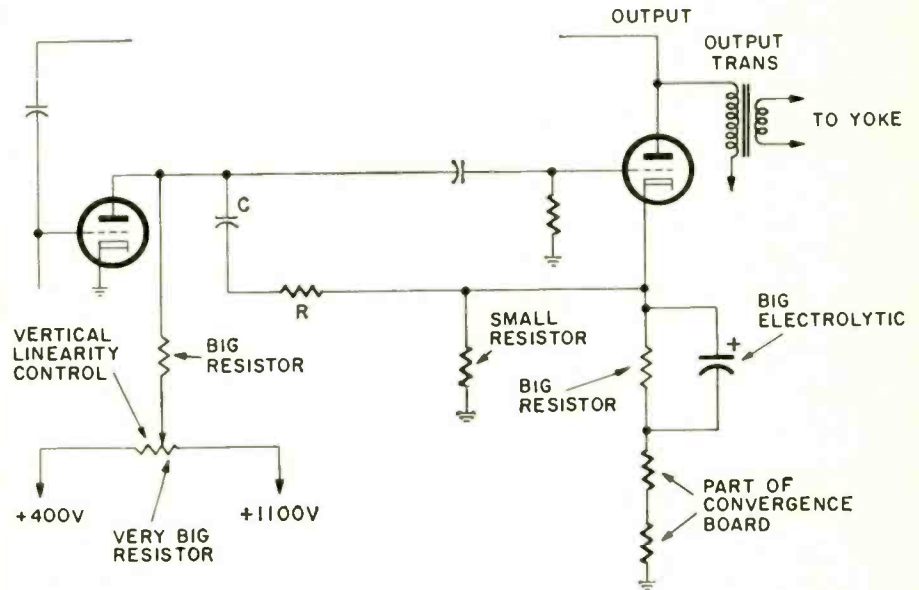 OUTPUT
OUTPUT
TRANS
TO YOKE
C
R
VERTICAL
LINEARITY
CONTROL
BIG
RESISTOR
SMALL
RESISTOR
BIG
RESISTOR
+
BIG
ELECTROLYTIC
+400V
VERY BIG
RESISTOR
+1100V
PART OF
CONVERGENCE
BOARD